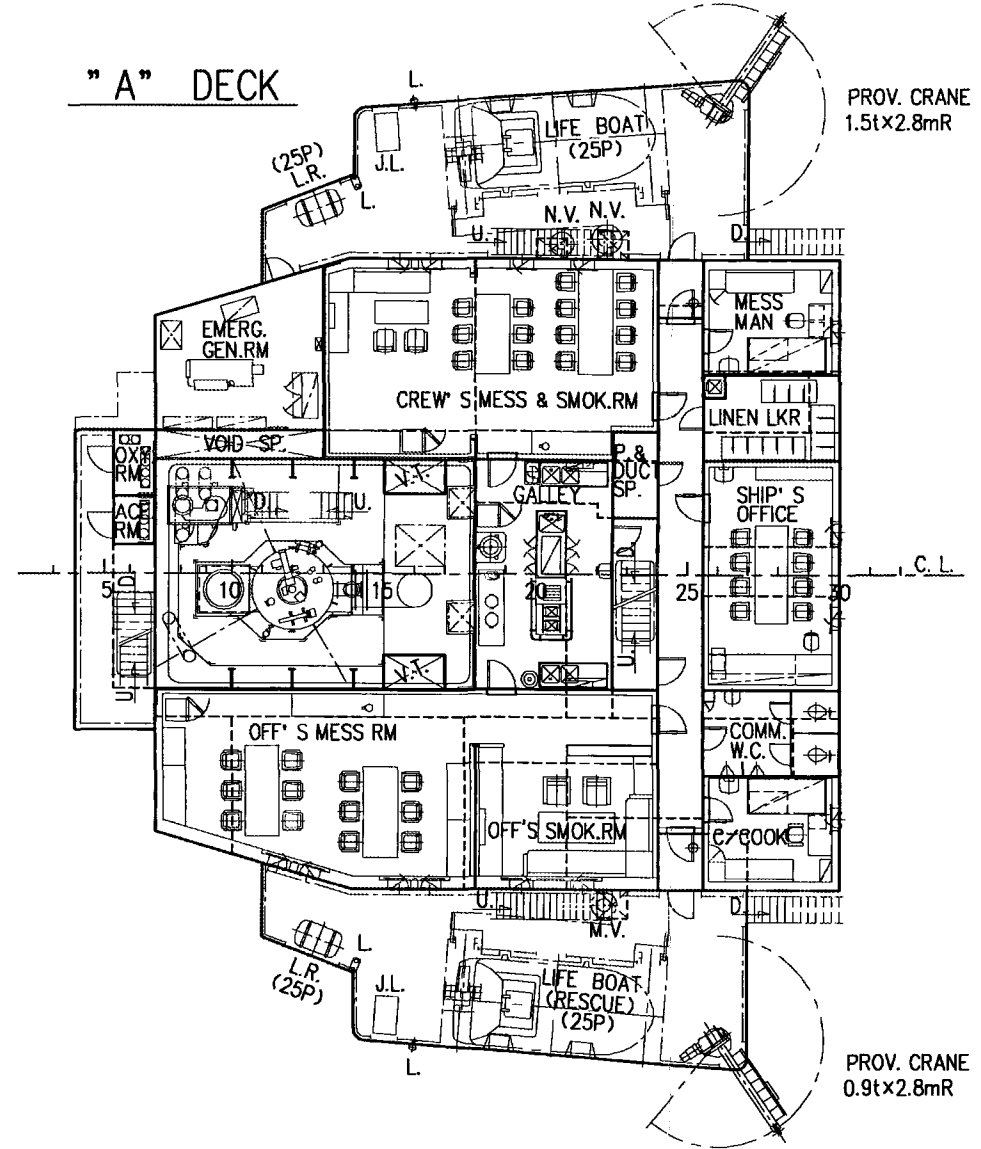 " A"  DECK
L.
PROV. CRANE
1.5t×2.8mR
LIFE BOAT
(25P)
(25P)
L.R.
J.L.
L.
N.V. N.V.
U.
D.
MESS
MAN
EMERG.
GEN.RM
CREW' S MESS & SMOK.RM
LINEN LKR
VOID SP
OXY
RM
P. &
DUCT
SP.
V.T.
GALLEY
D.
U.
SHIP' S
OFFICE
ACE
RM
C. L.
5
10
15
20
25
30
D.
D.
U.
U.
V.T.
OFF' S MESS RM
COMM.
W.C.
OFF'S SMOK.RM
C/COOK
U.
M.V.
D.
L.
L.R.
(25P)
J.L.
LIFE BOAT
(RESCUE)
(25P)
L.
PROV. CRANE
0.9t×2.8mR